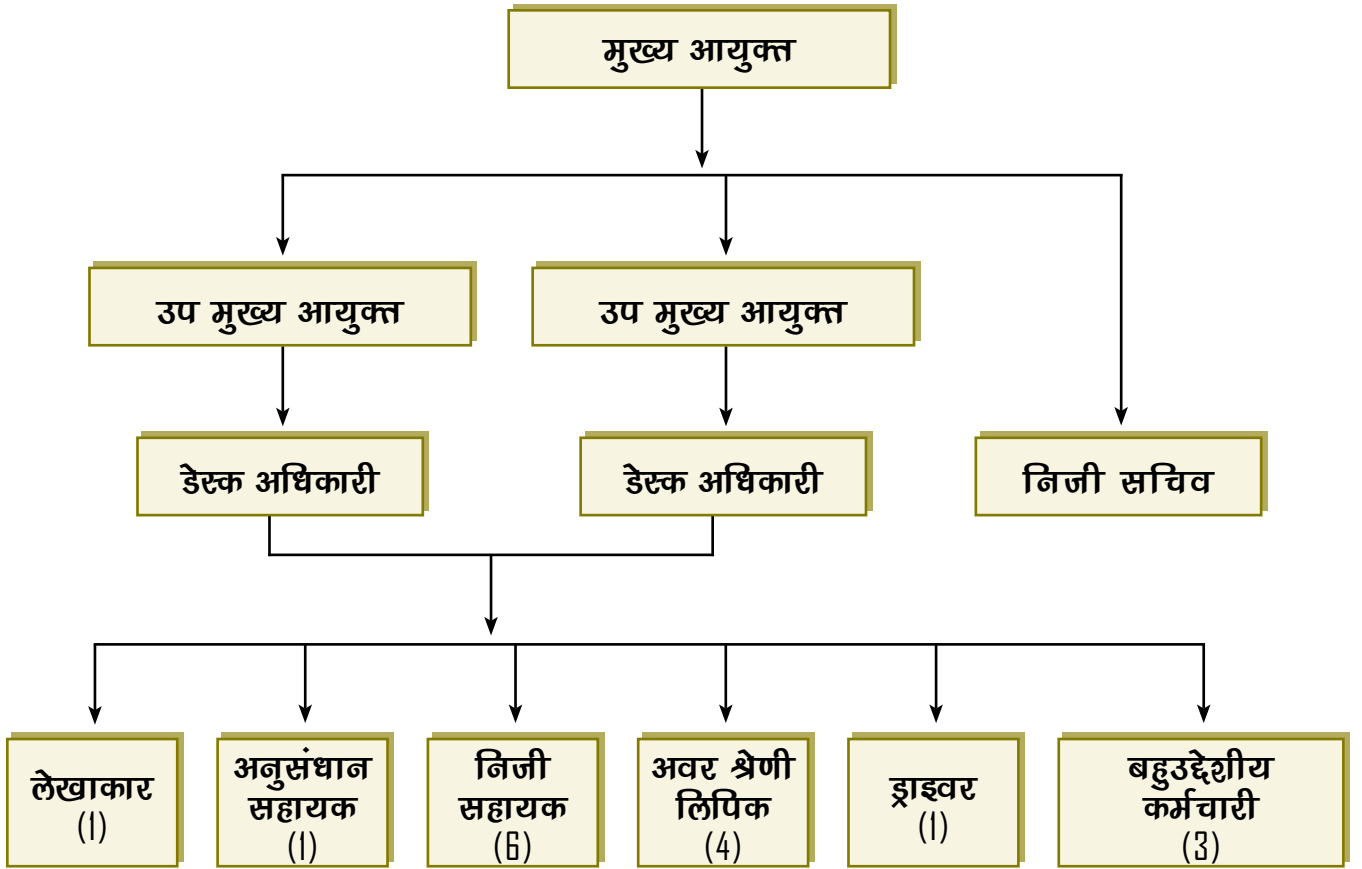 मुख्य आयुक्त
उप मुख्य आयुक्त
उप मुख्य आयुक्त
डेस्क अधिकारी
डेस्क अधिकारी
निजी सचिव
लेखाकार
(1)
अनुसंधान
सहायक
(1)
निजी
सहायक
(6)
अवर श्रेणी
लिपिक
(4)
ड्राइवर
(1)
बहुउद्देशीय
कर्मचारी
(3)